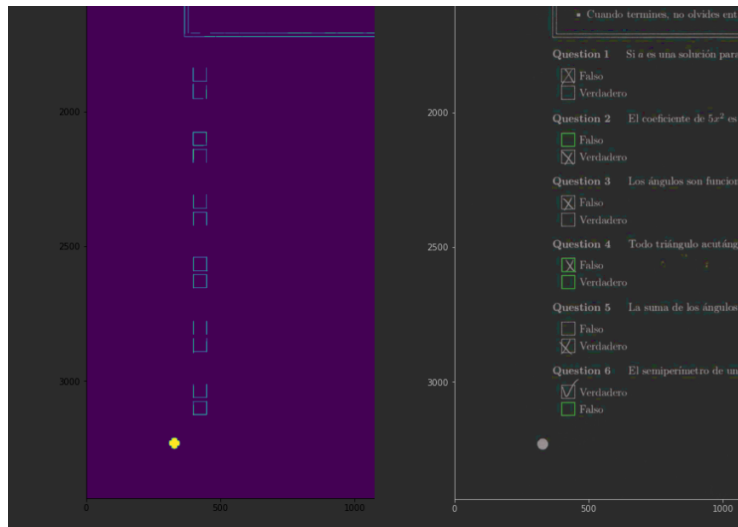 • Cuando termines, no olvides ent
Question 1 Si a es una solución para
Falso
Verdadero
Question 2 El coeficiente de 5x² es
Falso
Verdadero
Question 3 Los ángulos son funcion
Falso
Verdadero
Question 4 Todo triángulo acutáng
Falso
Verdadero
Question 5 La suma de los ángulos
Falso
Verdadero
Question 6 El semiperímetro de un
Verdadero
Falso
2000
2500
3000
0 500 1000
2000
2500
3000
0 500 1000